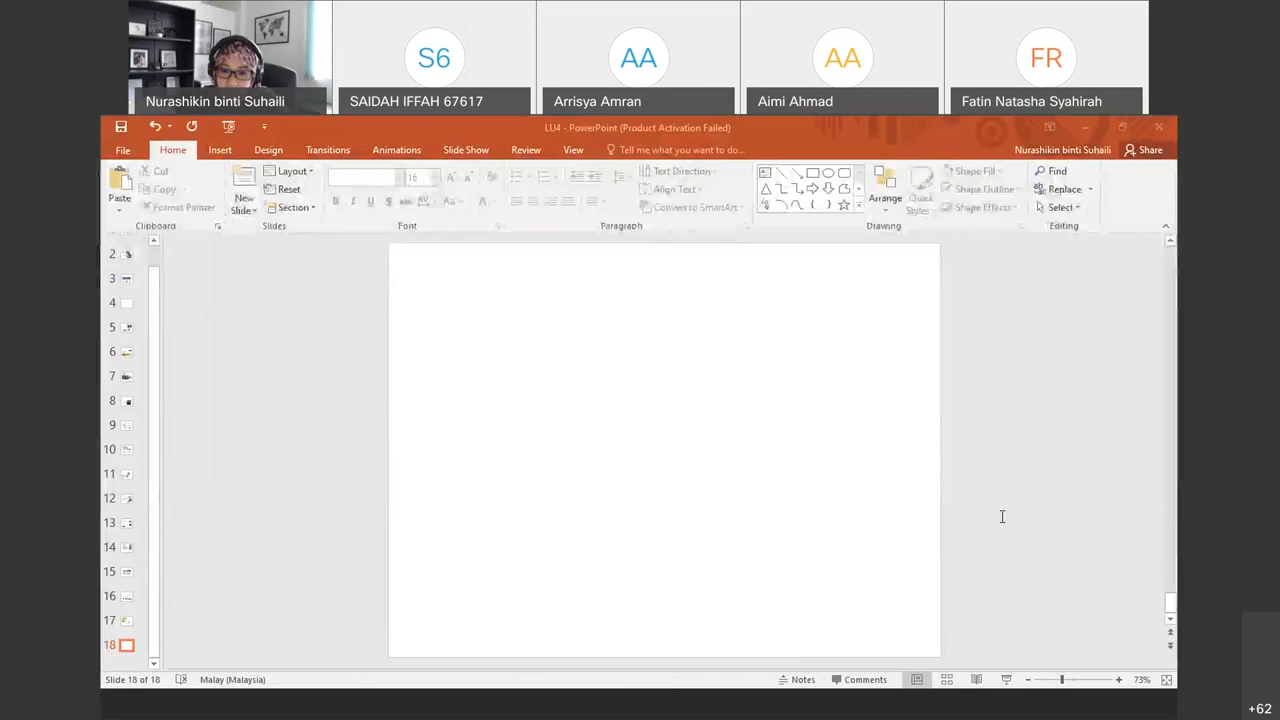 S6
AA
AA
FR
Nurashikin binti Suhaili
SAIDAH IFFAH 67617
Arrisya Amran
Aimi Ahmad
Fatin Natasha Syahirah
LU4 - PowerPoint (Product Activation Failed)
File
Home
Insert
Design
Transitions
Animations
Slide Show
Review
View
Tell me what you want to do...
Nurashikin binti Suhaili
Share
Paste
Cut
Copy
Format Painter
Clipboard
New
Slide
Layout
Reset
Section
Slides
16
Font
Text Direction
Align Text
Convert to SmartArt
Paragraph
Arrange
Quick
Styles
Shape Fill
Shape Outline
Shape Effects
Drawing
Find
Replace
Select
Editing
2
3
4
5
6
7
8
9
10
11
12
13
14
15
16
17
18
Slide 18 of 18
Malay (Malaysia)
Notes
Comments
73%
+62